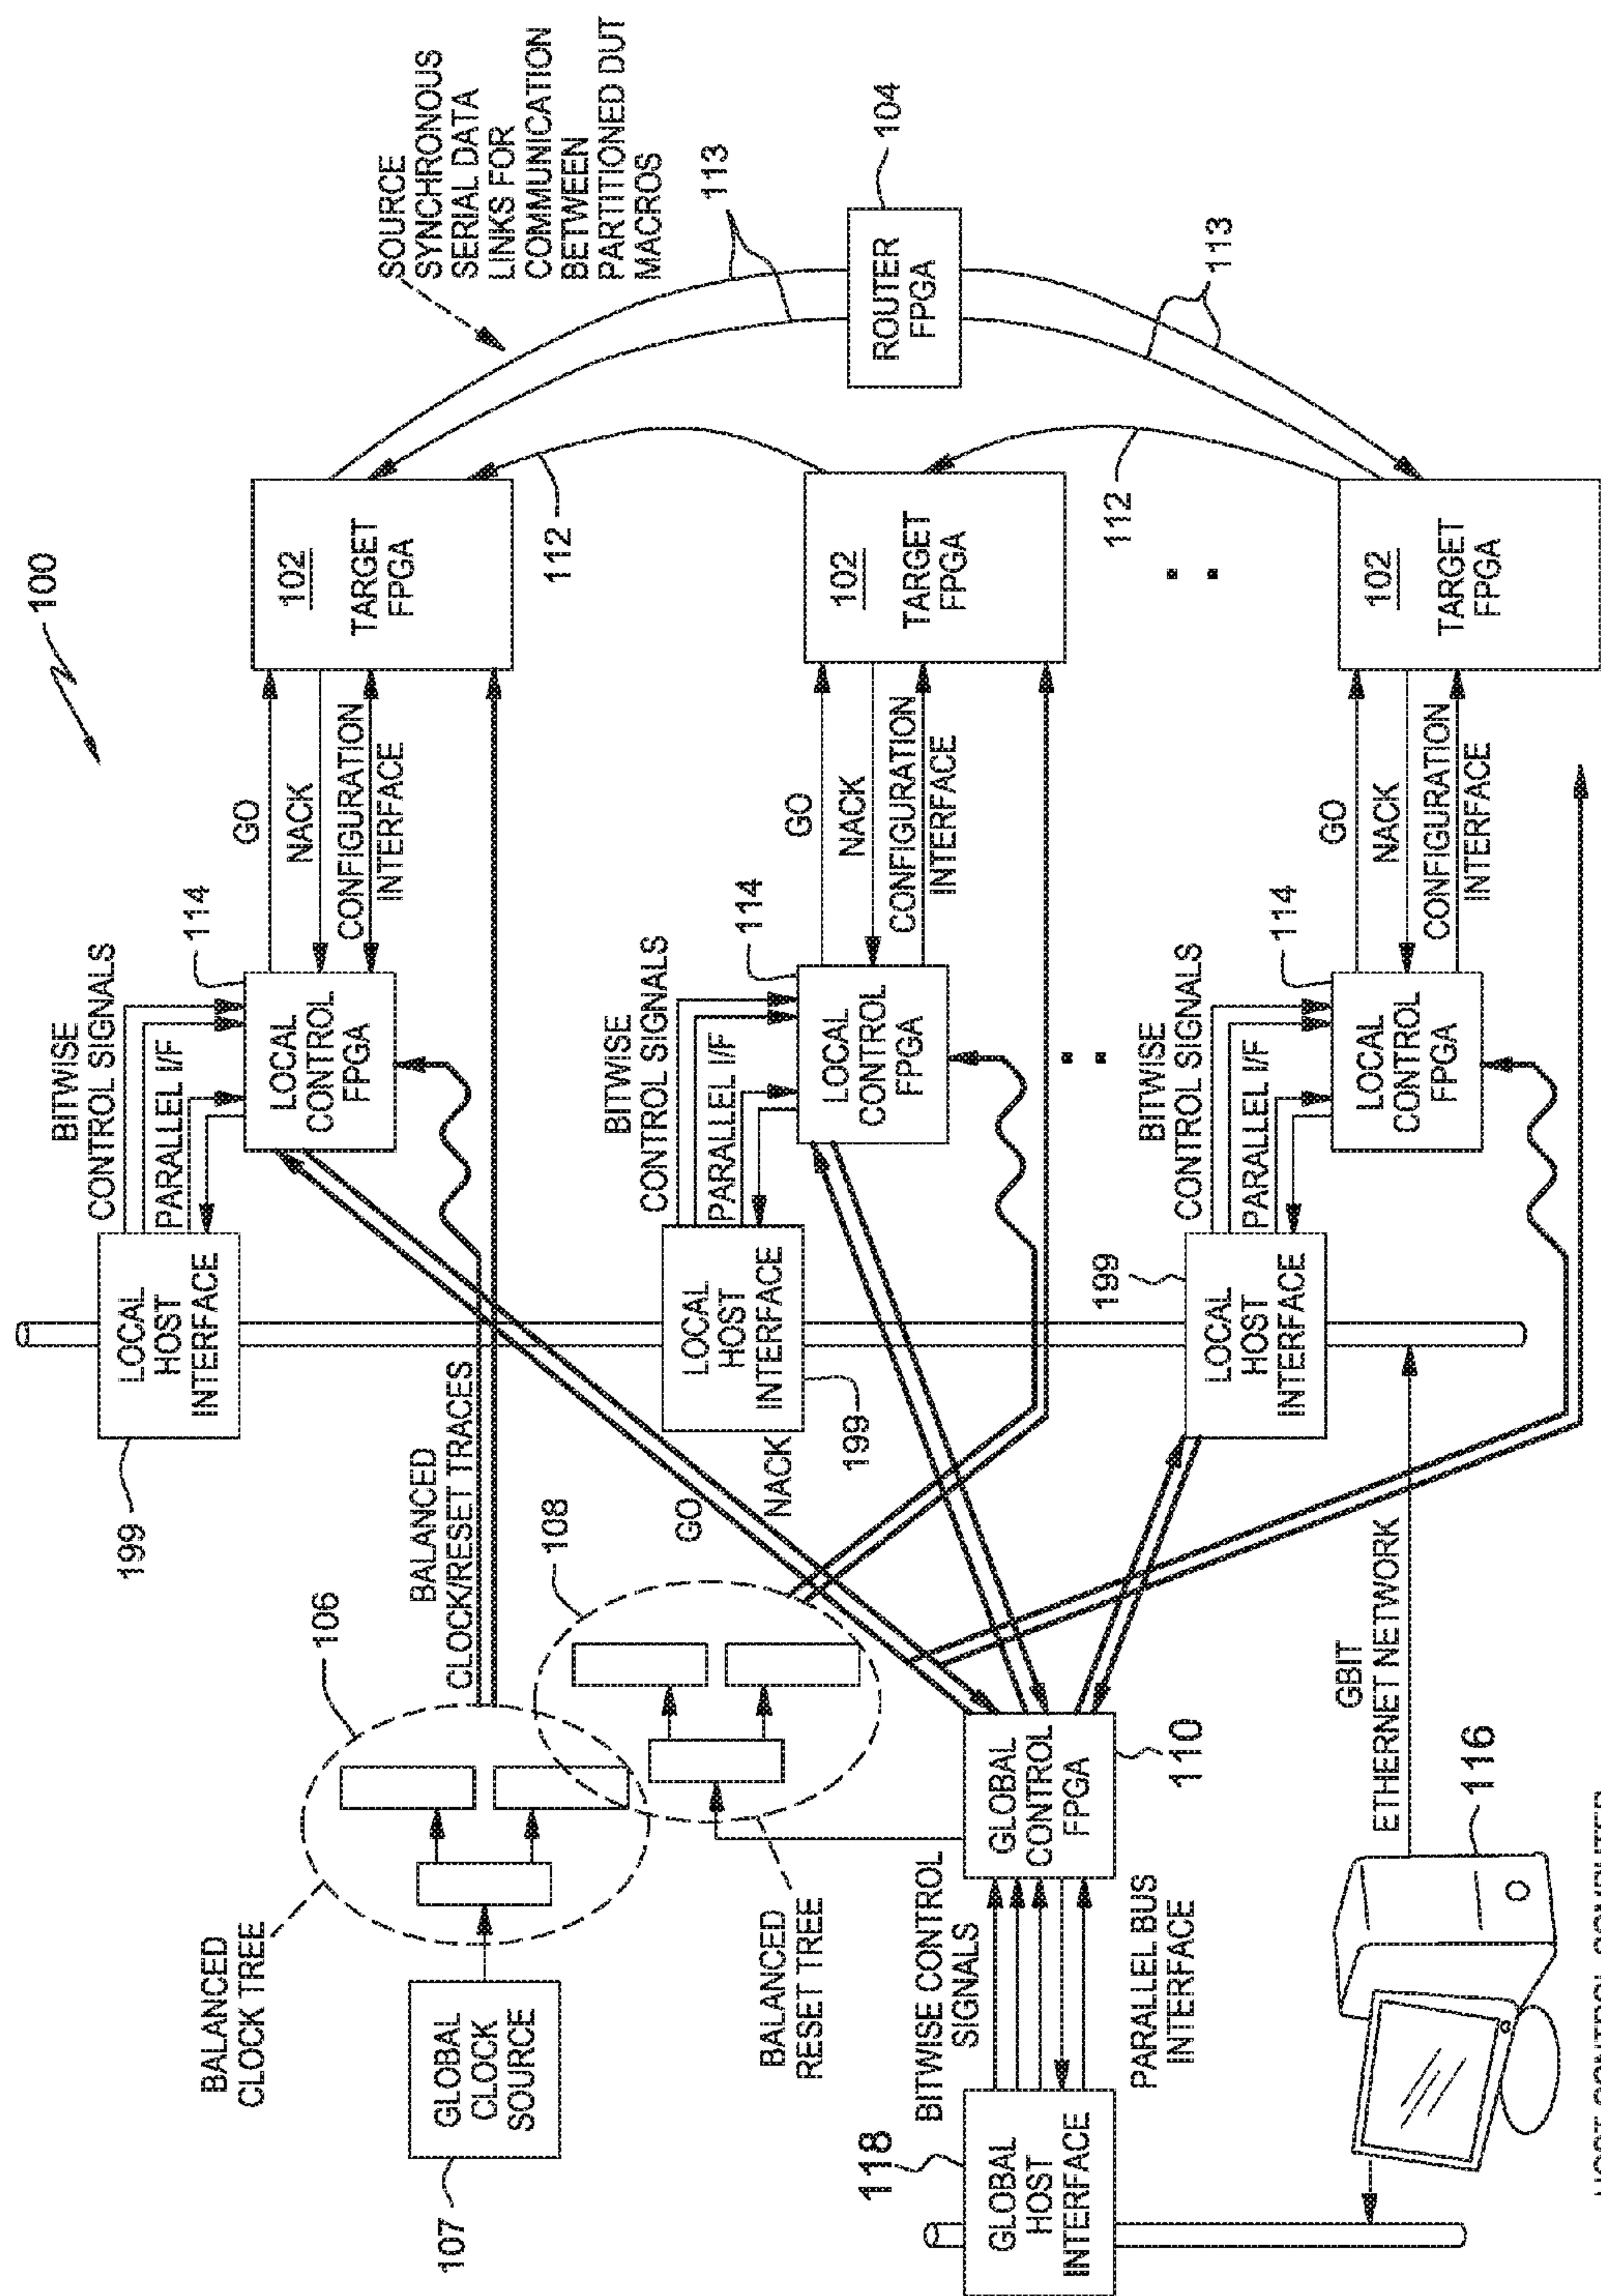 100
SOURCE
SYNCHRONOUS
SERIAL DATA
LINKS FOR
COMMUNICATION
BETWEEN
PARTITIONED DUT
MACROS
113
104
ROUTER
FPGA
113
112
112
102
TARGET
FPGA
102
TARGET
FPGA
102
TARGET
FPGA
GO
NACK
CONFIGURATION
INTERFACE
GO
NACK
CONFIGURATION
INTERFACE
GO
NACK
CONFIGURATION
INTERFACE
114
LOCAL
CONTROL
FPGA
114
LOCAL
CONTROL
FPGA
114
LOCAL
CONTROL
FPGA
BITWISE
CONTROL SIGNALS
PARALLEL I/F
BITWISE
CONTROL SIGNALS
PARALLEL I/F
BITWISE
CONTROL SIGNALS
PARALLEL I/F
LOCAL
HOST
INTERFACE
199
LOCAL
HOST
INTERFACE
199
LOCAL
HOST
INTERFACE
199
BALANCED
CLOCK/RESET TRACES
GO
NACK
106
108
BALANCED
CLOCK TREE
GLOBAL
CLOCK
SOURCE
107
BALANCED
RESET TREE
GLOBAL
CONTROL
FPGA
110
BITWISE CONTROL
SIGNALS
PARALLEL BUS
INTERFACE
118
GLOBAL
HOST
INTERFACE
GBIT
ETHERNET NETWORK
116
HOST CONTROL COMPUTER